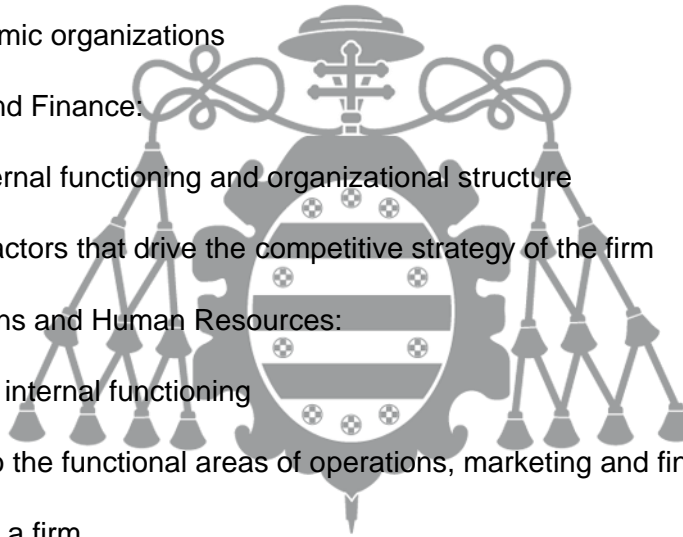 mic organizations
nd Finance:
ernal functioning and organizational structure
actors that drive the competitive strategy of the firm
ns and Human Resources:
internal functioning
o the functional areas of operations, marketing and fin
a firm